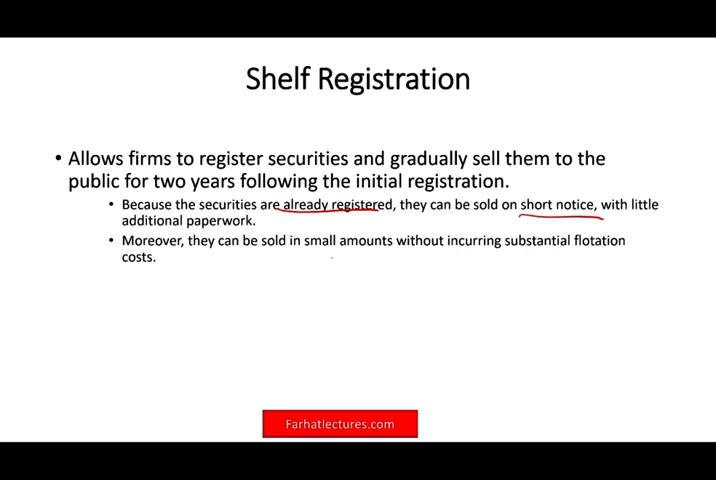 Shelf Registration
• Allows firms to register securities and gradually sell them to the
public for two years following the initial registration.
• Because the securities are already registered, they can be sold on short notice, with little
additional paperwork.
• Moreover, they can be sold in small amounts without incurring substantial flotation
costs.
Farhatlectures.com